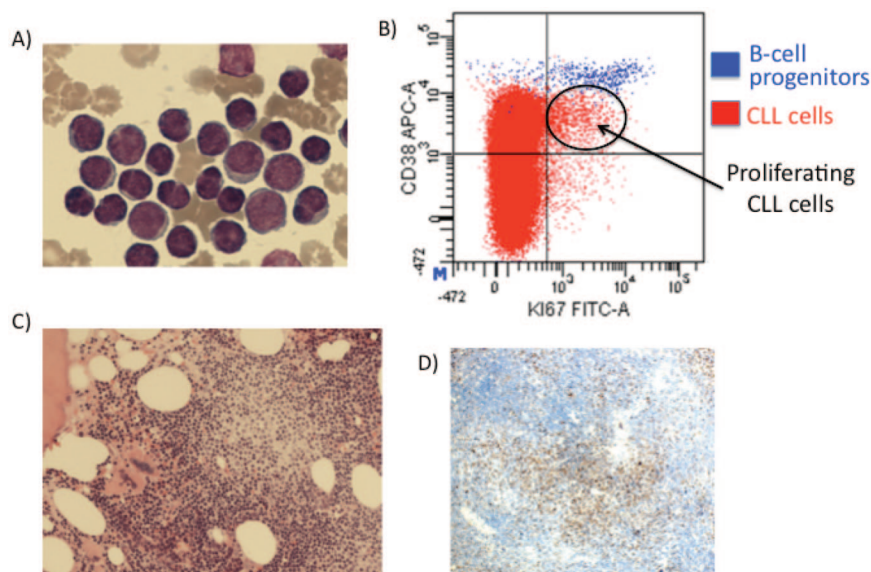 A)
B)
10^5
10^4
10^3
0
-472
CD38 APC-A
M
-472
0
10^3
10^4
10^5
KI67 FITC-A
B-cell
progenitors
CLL cells
Proliferating
CLL cells
C)
D)